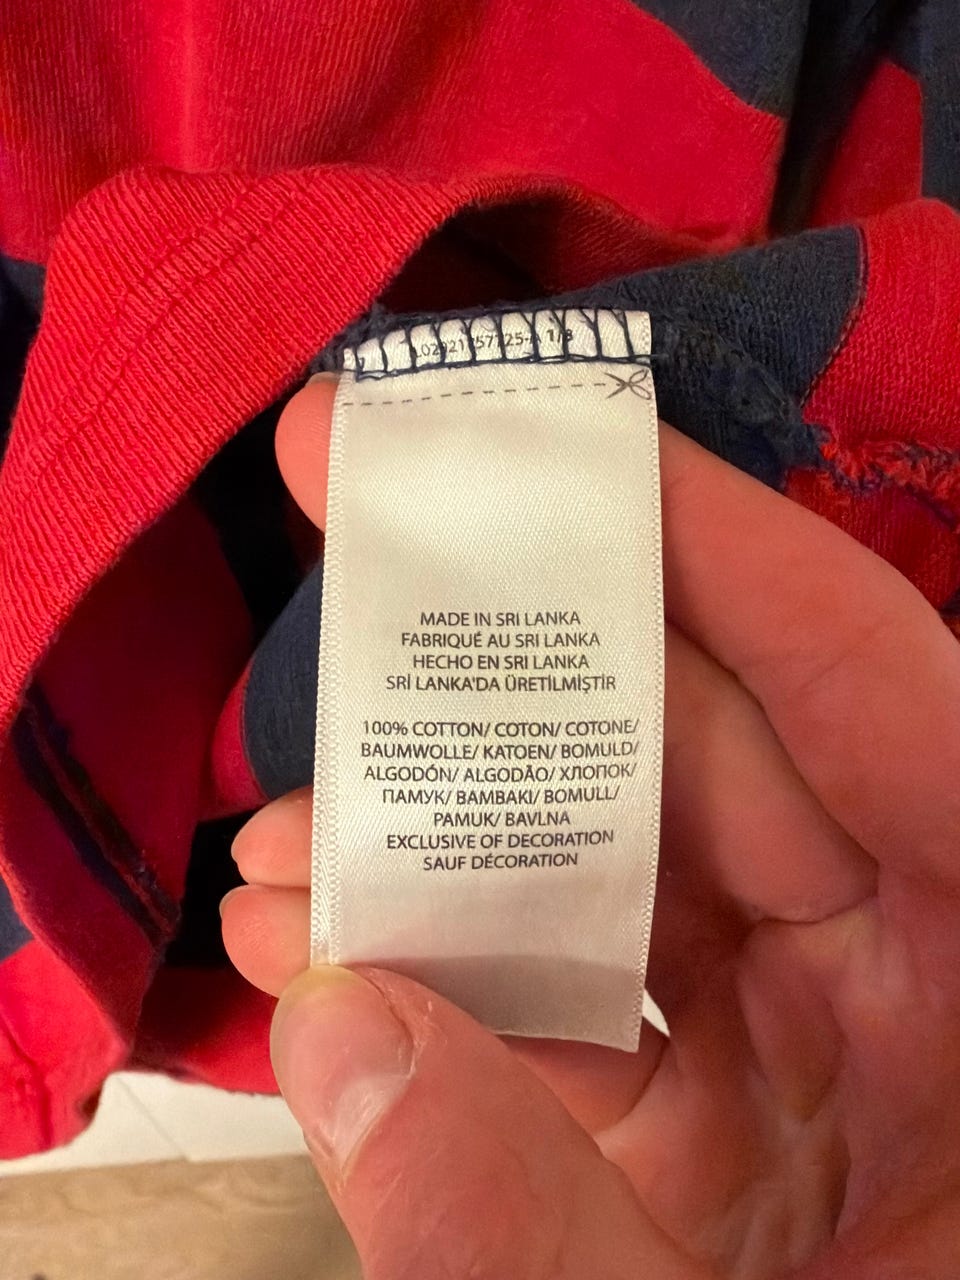 1/3
MADE IN SRI LANKA
FABRIQUÉ AU SRI LANKA
HECHO EN SRI LANKA
SRİ LANKA'DA ÜRETİLMİŞTİR
100% COTTON/ COTON/ COTONE/
BAUMWOLLE/ KATOEN/ BOMULD/
ALGODÓN/ ALGODÃO/ ХЛОПОК/
ПАМУК/ BAMBAKI/ BOMULL/
PAMUK/ BAVLNA
EXCLUSIVE OF DECORATION
SAUF DÉCORATION